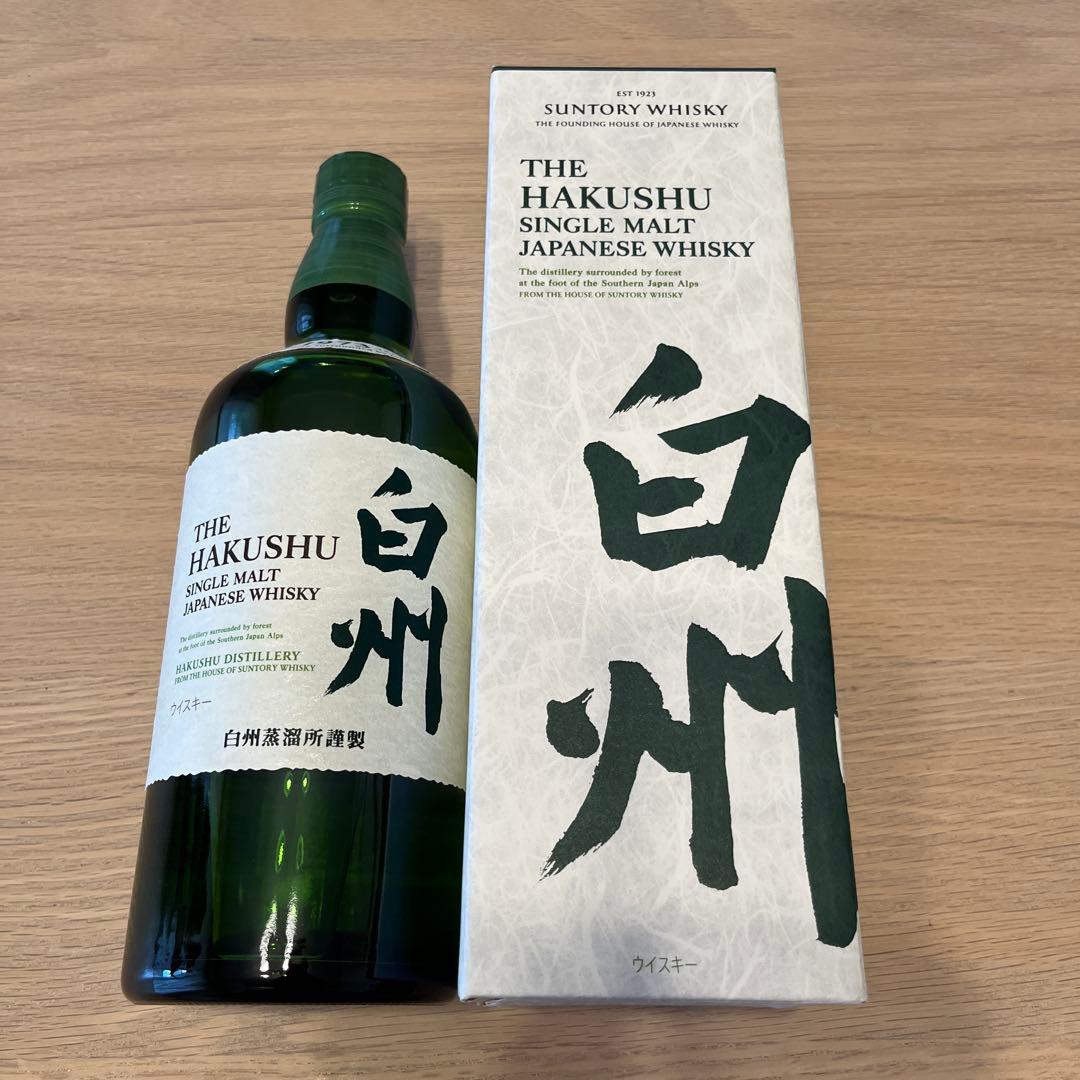 EST 1923
SUNTORY WHISKY
THE FOUNDING HOUSE OF JAPANESE WHISKY
THE
HAKUSHU
SINGLE MALT
JAPANESE WHISKY
The distillery surrounded by forest
at the foot of the Southern Japan Alps
FROM THE HOUSE OF SUNTORY WHISKY
白州
ウイスキー
1973
THE
HAKUSHU
SINGLE MALT
JAPANESE WHISKY
The distillery surrounded by forest
at the foot of the Southern Japan Alps
HAKUSHU DISTILLERY
FROM THE HOUSE OF SUNTORY WHISKY
白州
ウイスキー
白州蒸溜所謹製